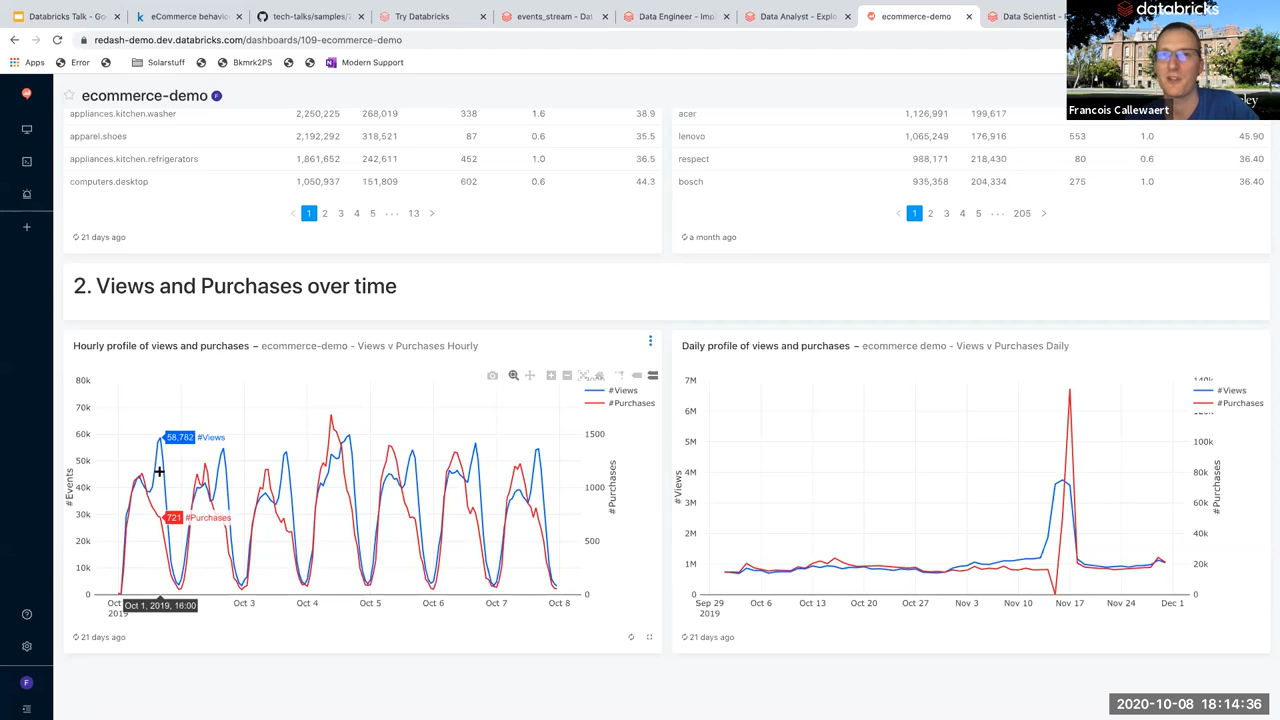 Databricks Talk - Go
eCommerce behavio
tech-talks/samples/
Try Databricks
events_stream - Dat
Data Engineer - Imp
Data Analyst - Explo
ecommerce-demo
Data Scientist -
redash-demo.dev.databricks.com/dashboards/109-ecommerce-demo
Apps Error Solarstuff Bkmrk2PS Modern Support
databricks
Francois Callewaert
ecommerce-demo F
appliances.kitchen.washer 2,250,225 268,019 338 1.6 38.9
apparel.shoes 2,192,292 318,521 87 0.6 35.5
appliances.kitchen.refrigerators 1,861,652 242,611 452 1.0 36.5
computers.desktop 1,050,937 151,809 602 0.6 44.3
< 1 2 3 4 5 ••• 13 >
21 days ago
acer 1,126,991 199,617
lenovo 1,065,249 176,916 553 1.0 45.90
respect 988,171 218,430 80 0.6 36.40
bosch 935,358 204,334 275 1.0 36.40
< 1 2 3 4 5 ••• 205 >
a month ago
2. Views and Purchases over time
Hourly profile of views and purchases – ecommerce-demo - Views v Purchases Hourly
80k
70k
60k
50k
40k
30k
20k
10k
0
#Events
1500
1000
500
0
#Purchases
#Views
#Purchases
58,782 #Views
721 #Purchases
Oct 1, 2019, 16:00
Oct
2019
Oct 3 Oct 4 Oct 5 Oct 6 Oct 7 Oct 8
21 days ago
Daily profile of views and purchases – ecommerce demo - Views v Purchases Daily
7M
6M
5M
4M
3M
2M
1M
0
#Views
100k
80k
60k
40k
20k
0
#Purchases
#Views
#Purchases
Sep 29 Oct 6 Oct 13 Oct 20 Oct 27 Nov 3 Nov 10 Nov 17 Nov 24 Dec 1
2019
21 days ago
F
2020-10-08 18:14:36